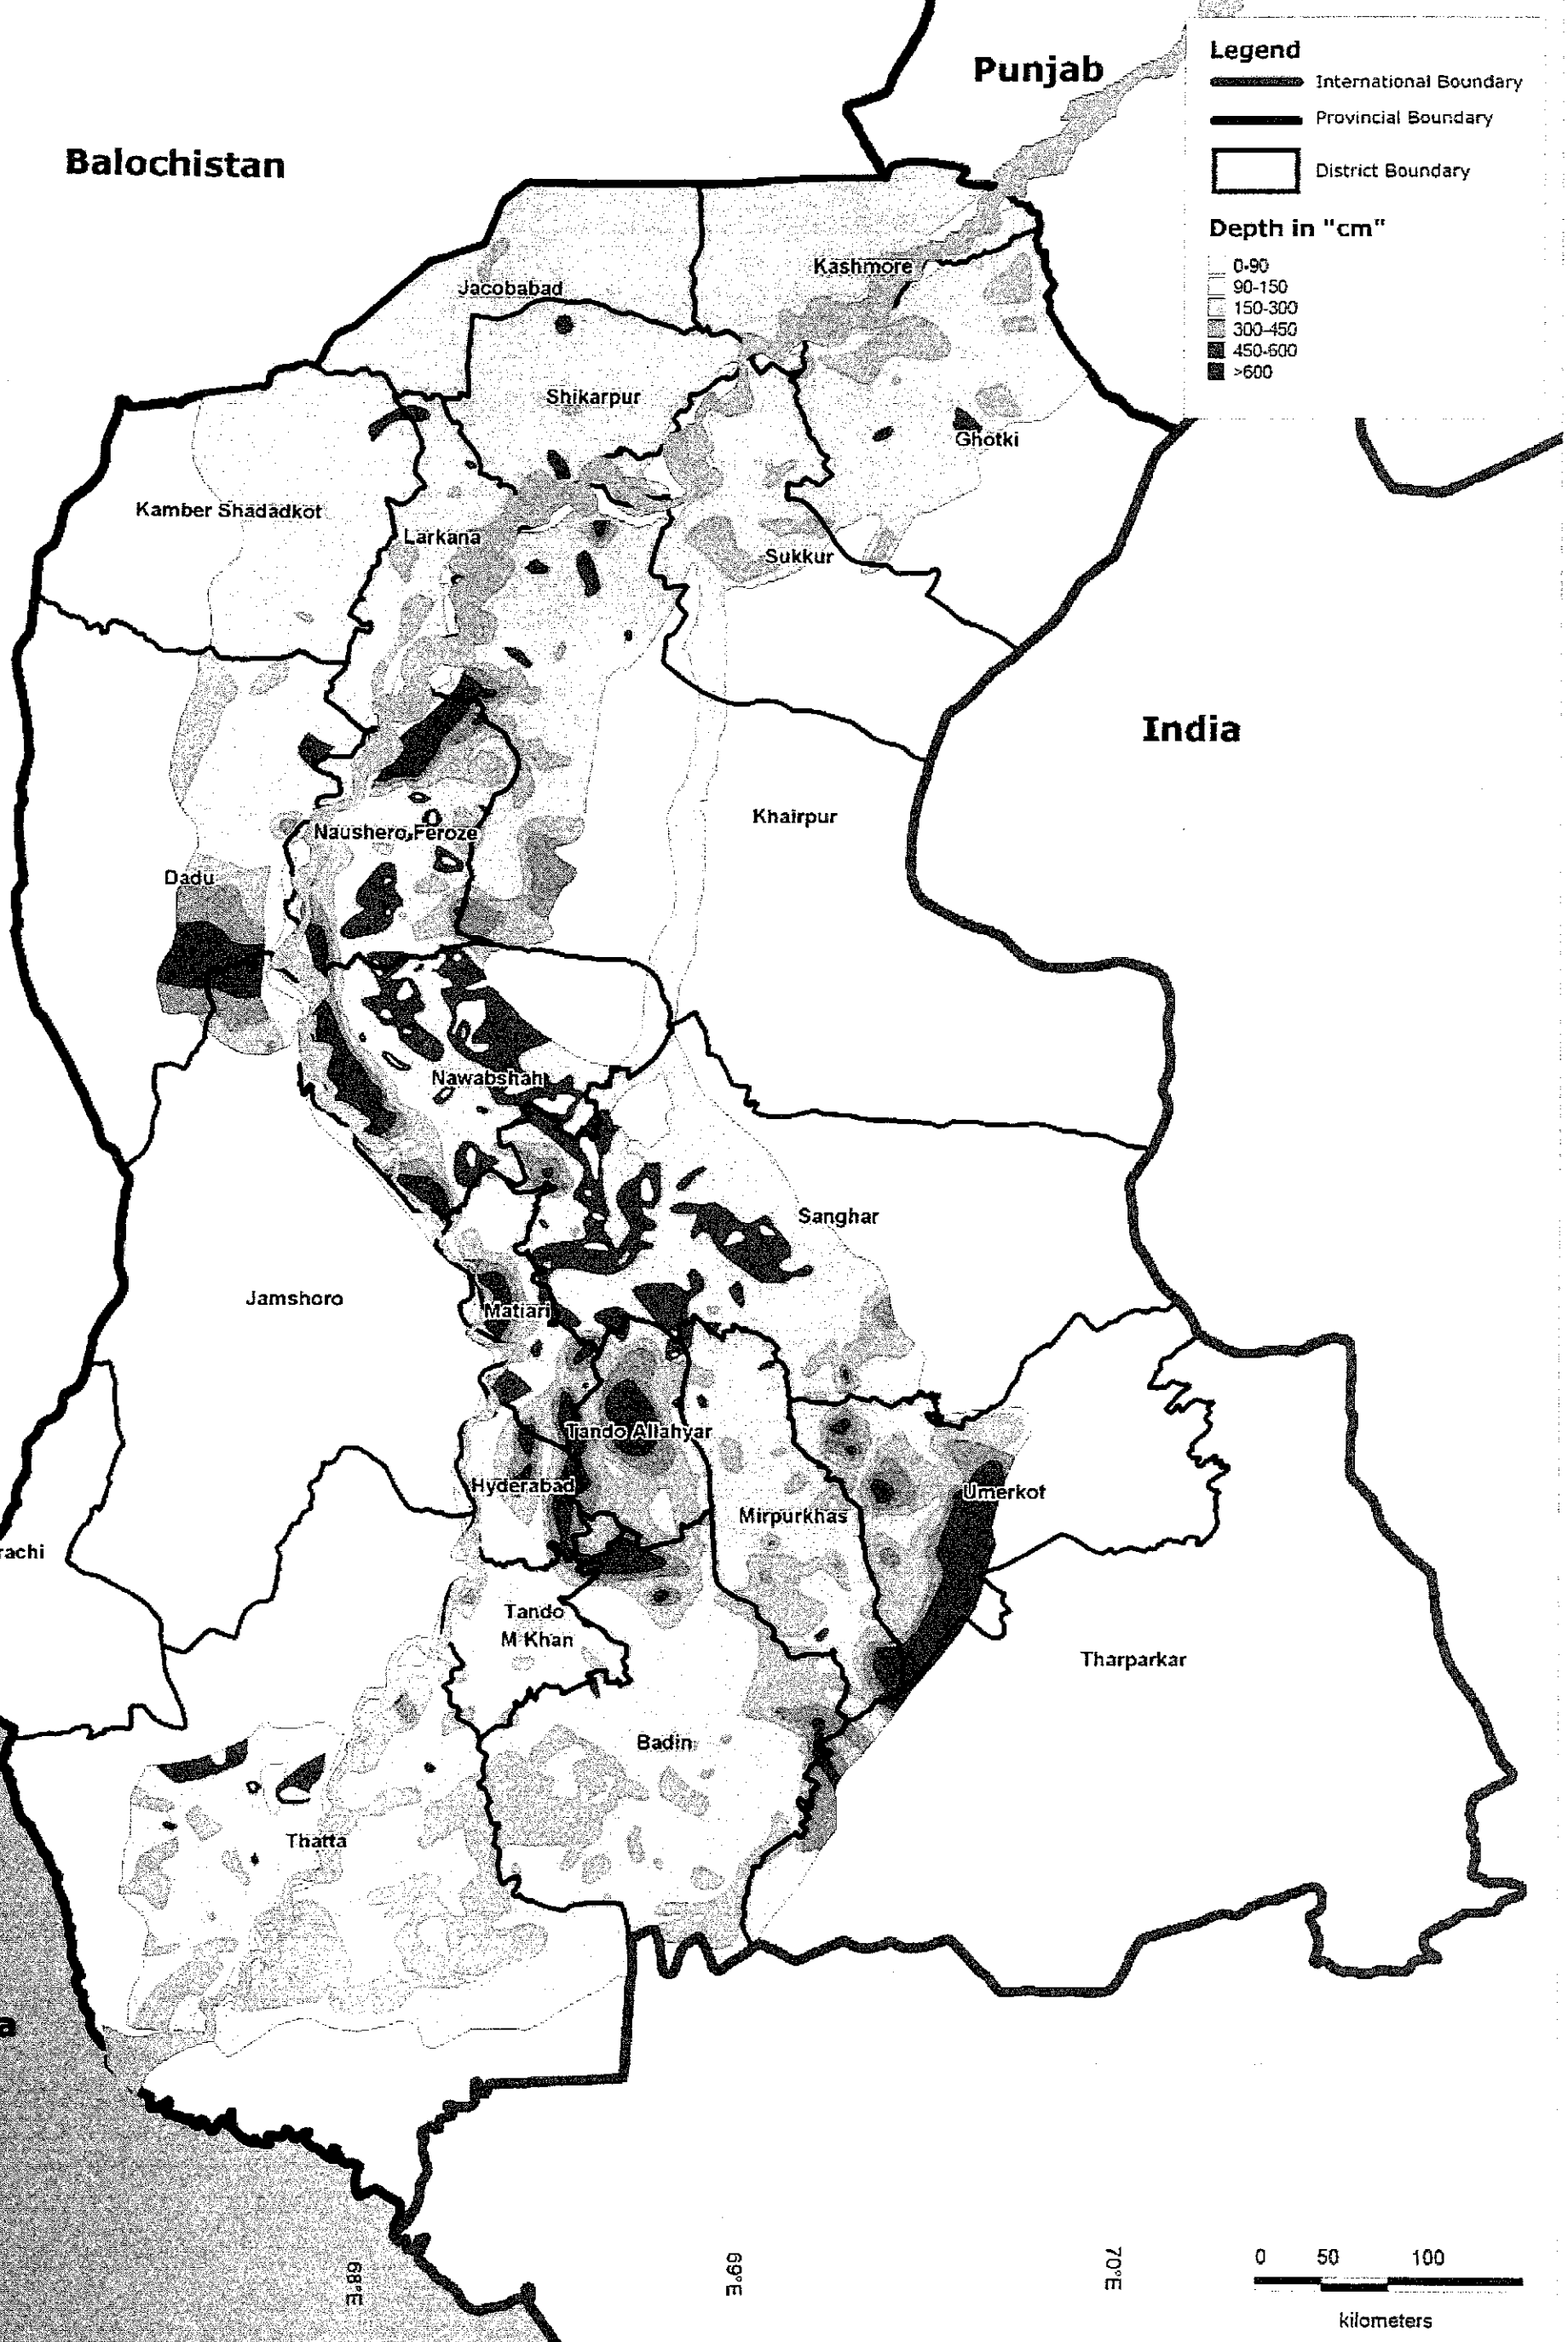 Punjab
Legend
International Boundary
Provincial Boundary
District Boundary
Depth in "cm"
0-90
90-150
150-300
300-450
450-600
>600
Balochistan
Kashmore
Jacobabad
Shikarpur
Ghotki
Kamber Shadadkot
Larkana
Sukkur
India
Khairpur
Naushero Feroze
Dadu
Nawabshah
Sanghar
Jamshoro
Matiari
Tando Allahyar
Hyderabad
Umerkot
Mirpurkhas
rachi
Tando
M Khan
Tharparkar
Badin
Thatta
a
68°E
69°E
70°E
0 50 100
kilometers